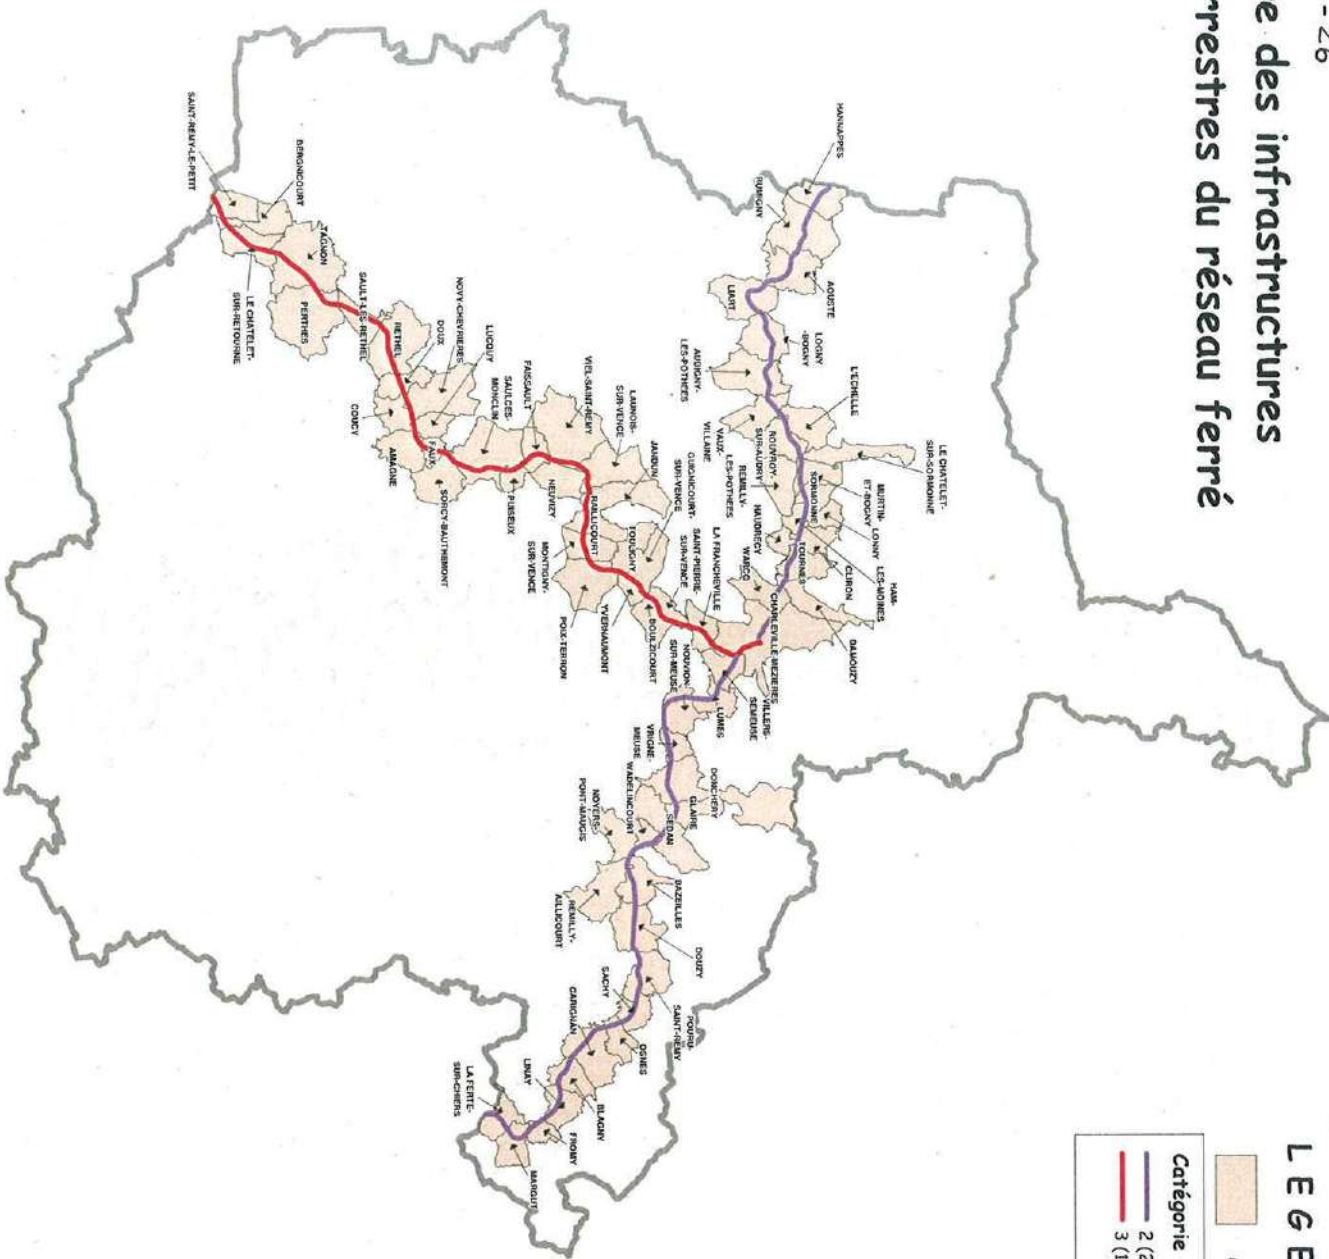 - 26
e des infrastructures
rrestres du réseau ferré
LEGE
Catégorie
2 (2
3 (1
HANNAPPES
RUMIGNY
AOUSTE
LIART
LOGNY
-BOGNY
AUBIGNY-
LES-POTHEES
L'ECHELLE
LE CHATELET-
SUR-SORMONNE
VAUX-
VILLAINE
ROUVROY-
SUR-AUDRY
REMILLY-
LES-POTHEES
SORMONNE
MURTIN-
ET-BOGNY
LONNY
HAUDRECY
TOURNES
CLIRON
HAM-
LES-MOINES
WARCQ
DAMOUZY
CHARLEVILLE-MEZIERES
LA FRANCHEVILLE
SAINT-PIERRE-
SUR-VENCE
GUIGNICOURT-
SUR-VENCE
VILLERS-
SEMEUSE
LUMES
NOUVION-
SUR-MEUSE
VRIGNE-
MEUSE
DONCHERY
GLAIRE
SEDAN
WADELINCOURT
NOYERS-
PONT-MAUGIS
BAZEILLES
REMILLY-
AILLICOURT
DOUZY
POURU-
SAINT-REMY
SACHY
OSNES
CARIGNAN
BLAGNY
LINAY
FROMY
LA FERTE-
SUR-CHIERS
MARGUT
SAINT-REMY-LE-PETIT
BERGNICOURT
TAGNON
LE CHATELET-
SUR-RETOURNE
PERTHES
SAULT-LES-RETHEL
RETHEL
DOUX
NOVY-CHEVRIERES
LUCQUY
COUCY
AMAGNE
FAUX
SORCY-BAUTHEMONT
SAULCES-
MONCLIN
FAISSAULT
PUISEUX
VIEL-SAINT-REMY
NEUVIZY
LAUNOIS-
SUR-VENCE
JANDUN
RAILLICOURT
TOULIGNY
MONTIGNY-
SUR-VENCE
POIX-TERRON
YVERNAUMONT
BOULZICOURT